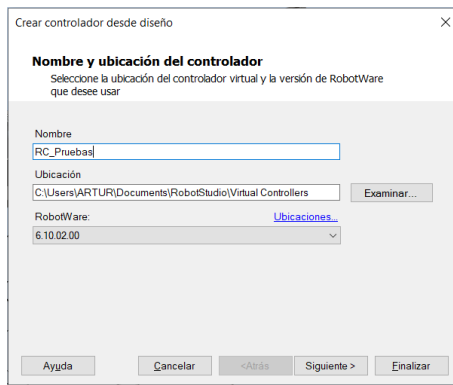 Crear controlador desde diseño
Nombre y ubicación del controlador
Seleccione la ubicación del controlador virtual y la versión de RobotWare
que desee usar
Nombre
RC_Pruebas
Ubicación
C:\Users\ARTUR\Documents\RobotStudio\Virtual Controllers
Examinar...
RobotWare:
Ubicaciones...
6.10.02.00
Ayuda
Cancelar
<Atrás
Siguiente >
Finalizar